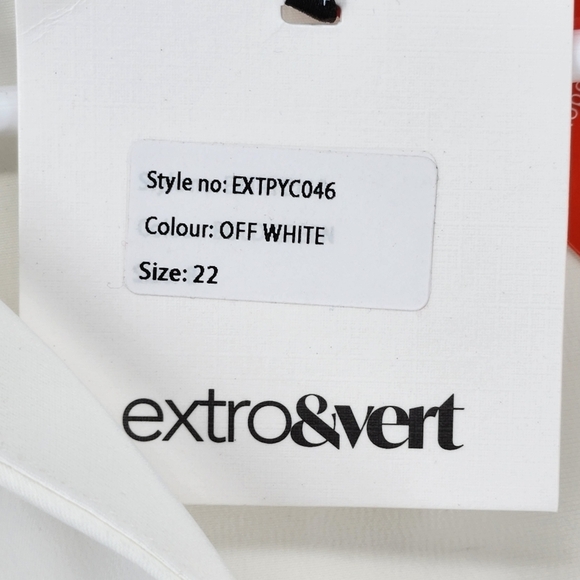 Style no: EXTPYC046
Colour: OFF WHITE
Size: 22
extro&vert